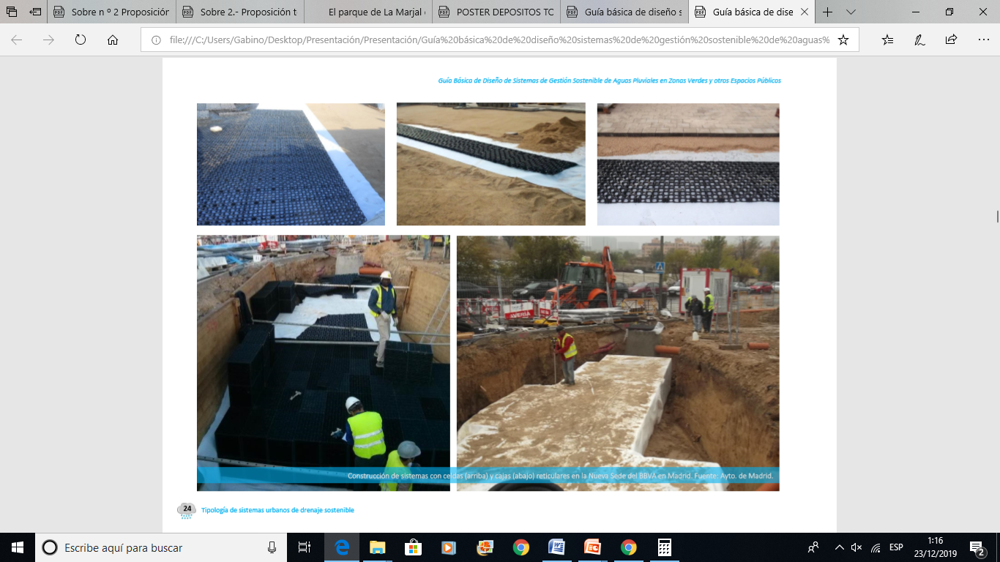 Sobre n º 2 Proposición
Sobre 2.- Proposición t
El parque de La Marjal
POSTER DEPOSITOS TC
Guía básica de diseño s
Guía básica de dise
file:///C:/Users/Gabino/Desktop/Presentación/Presentación/Guía%20básica%20de%20diseño%20sistemas%20de%20gestión%20sostenible%20de%20aguas%
Guía Básica de Diseño de Sistemas de Gestión Sostenible de Aguas Pluviales en Zonas Verdes y otros Espacios Públicos
Construcción de sistemas con celdas (arriba) y cajas (abajo) reticulares en la Nueva Sede del BBVA en Madrid. Fuente: Ayto. de Madrid.
24 Tipología de sistemas urbanos de drenaje sostenible
Escribe aquí para buscar
ESP
1:16
23/12/2019
2